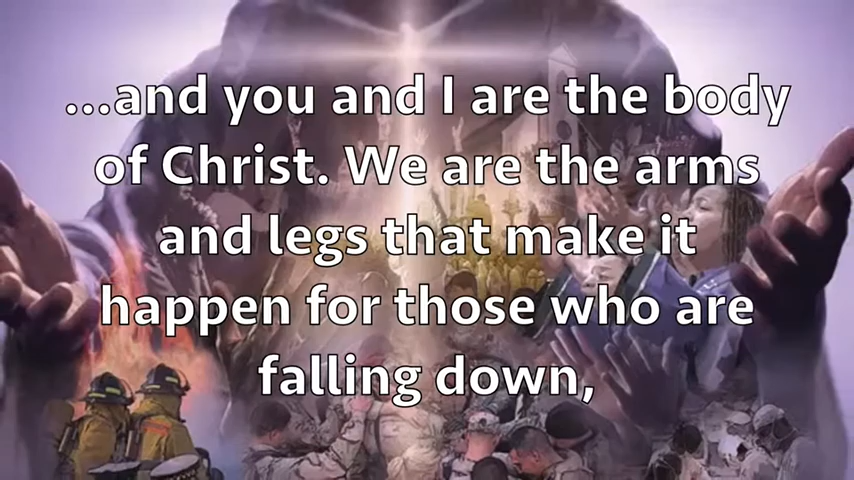 ...and you and I are the body
of Christ. We are the arms
and legs that make it
happen for those who are
falling down,